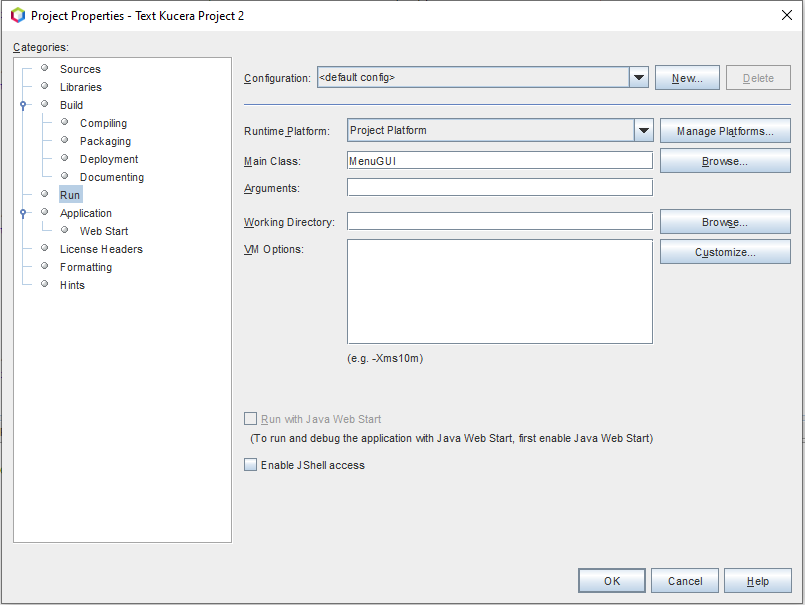 Project Properties - Text Kucera Project 2
Categories:
Sources
Libraries
Build
Compiling
Packaging
Deployment
Documenting
Run
Application
Web Start
License Headers
Formatting
Hints
Configuration: <default config> New... Delete
Runtime Platform: Project Platform Manage Platforms...
Main Class: MenuGUI Browse...
Arguments:
Working Directory: Browse...
VM Options: Customize...
(e.g. -Xms10m)
Run with Java Web Start
(To run and debug the application with Java Web Start, first enable Java Web Start)
Enable JShell access
OK Cancel Help